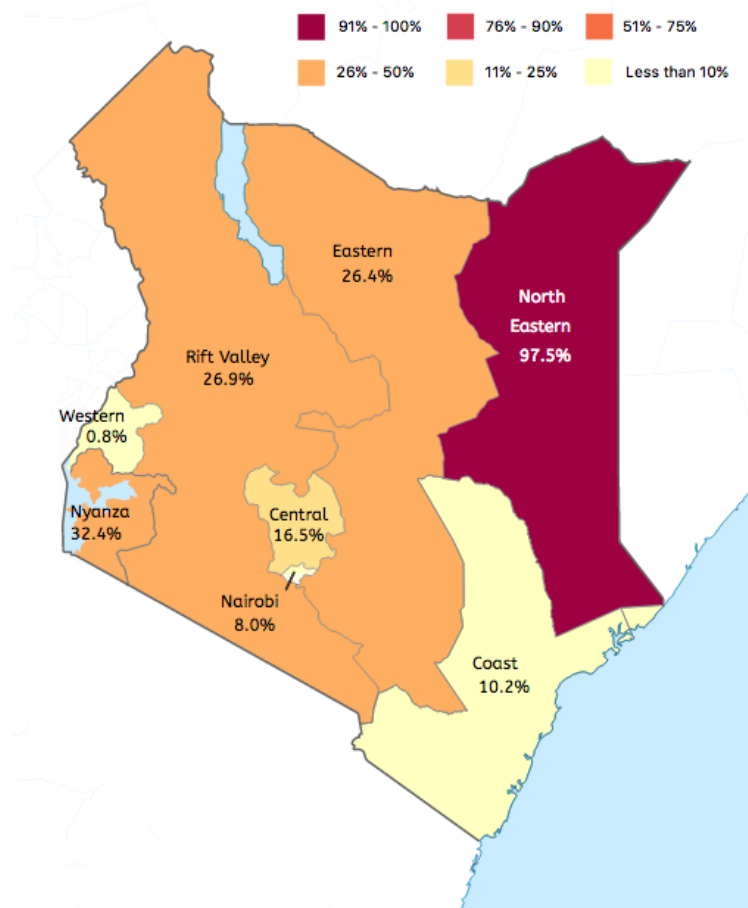 91% - 100%
76% - 90%
51% - 75%
26% - 50%
11% - 25%
Less than 10%
Eastern
26.4%
North
Eastern
97.5%
Rift Valley
26.9%
Western
0.8%
Nyanza
32.4%
Central
16.5%
Nairobi
8.0%
Coast
10.2%